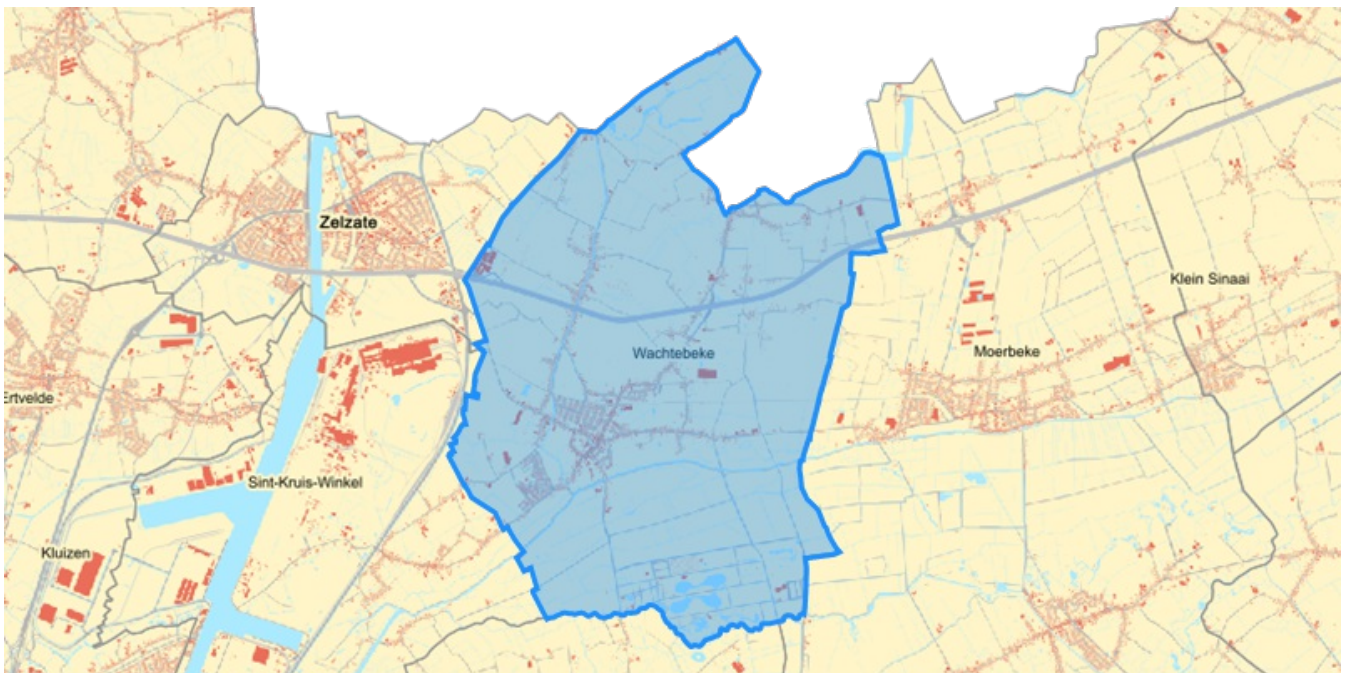 Zelzate
Klein Sinaai
Wachtebeke
Moerbeke
Ertvelde
Sint-Kruis-Winkel
Kluizen